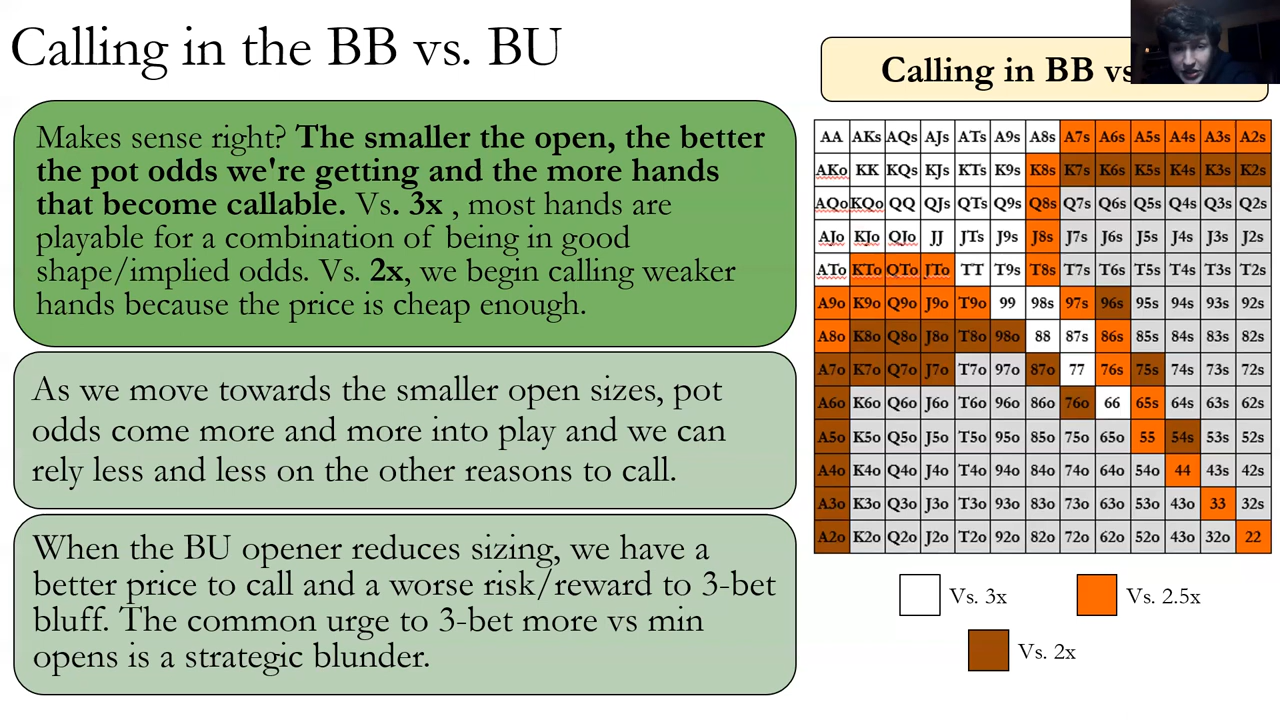 Calling in the BB vs. BU
Makes sense right? The smaller the open, the better
the pot odds we're getting and the more hands
that become callable. Vs. 3x , most hands are
playable for a combination of being in good
shape/implied odds. Vs. 2x, we begin calling weaker
hands because the price is cheap enough.
As we move towards the smaller open sizes, pot
odds come more and more into play and we can
rely less and less on the other reasons to call.
When the BU opener reduces sizing, we have a
better price to call and a worse risk/reward to 3-bet
bluff. The common urge to 3-bet more vs min
opens is a strategic blunder.
Calling in BB vs
AA AKs AQs AJs ATs A9s A8s A7s A6s A5s A4s A3s A2s
AKo KK KQs KJs KTs K9s K8s K7s K6s K5s K4s K3s K2s
AQo KQo QQ QJs QTs Q9s Q8s Q7s Q6s Q5s Q4s Q3s Q2s
AJo KJo QJo JJ JTs J9s J8s J7s J6s J5s J4s J3s J2s
ATo KTo QTo JTo TT T9s T8s T7s T6s T5s T4s T3s T2s
A9o K9o Q9o J9o T9o 99 98s 97s 96s 95s 94s 93s 92s
A8o K8o Q8o J8o T8o 98o 88 87s 86s 85s 84s 83s 82s
A7o K7o Q7o J7o T7o 97o 87o 77 76s 75s 74s 73s 72s
A6o K6o Q6o J6o T6o 96o 86o 76o 66 65s 64s 63s 62s
A5o K5o Q5o J5o T5o 95o 85o 75o 65o 55 54s 53s 52s
A4o K4o Q4o J4o T4o 94o 84o 74o 64o 54o 44 43s 42s
A3o K3o Q3o J3o T3o 93o 83o 73o 63o 53o 43o 33 32s
A2o K2o Q2o J2o T2o 92o 82o 72o 62o 52o 43o 32o 22
Vs. 3x
Vs. 2.5x
Vs. 2x